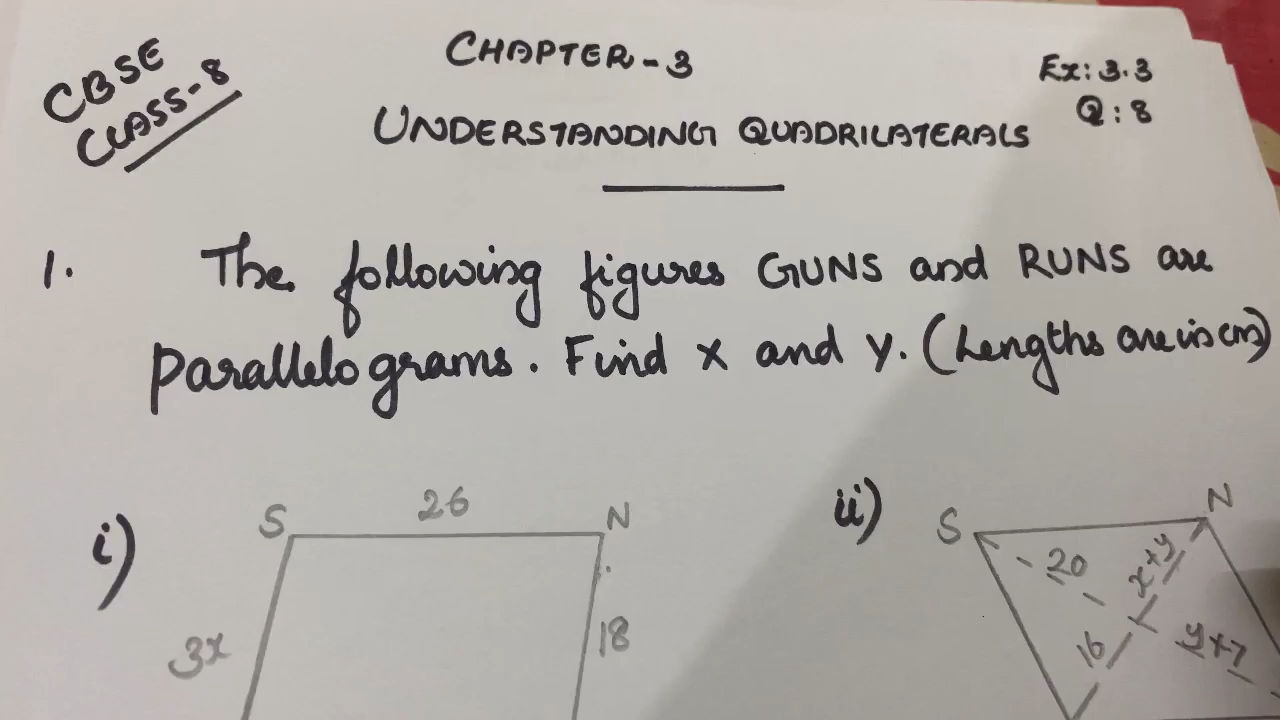 CBSE
CLASS-8
CHAPTER-3
Ex: 3.3
Q: 8
UNDERSTANDING QUADRILATERALS
1. The following figures GUNS and RUNS are
parallelograms. Find x and y. (Lengths are in cm)
i)
S 26 N
3x 18
ii)
S N
20 x+y
16 y+7